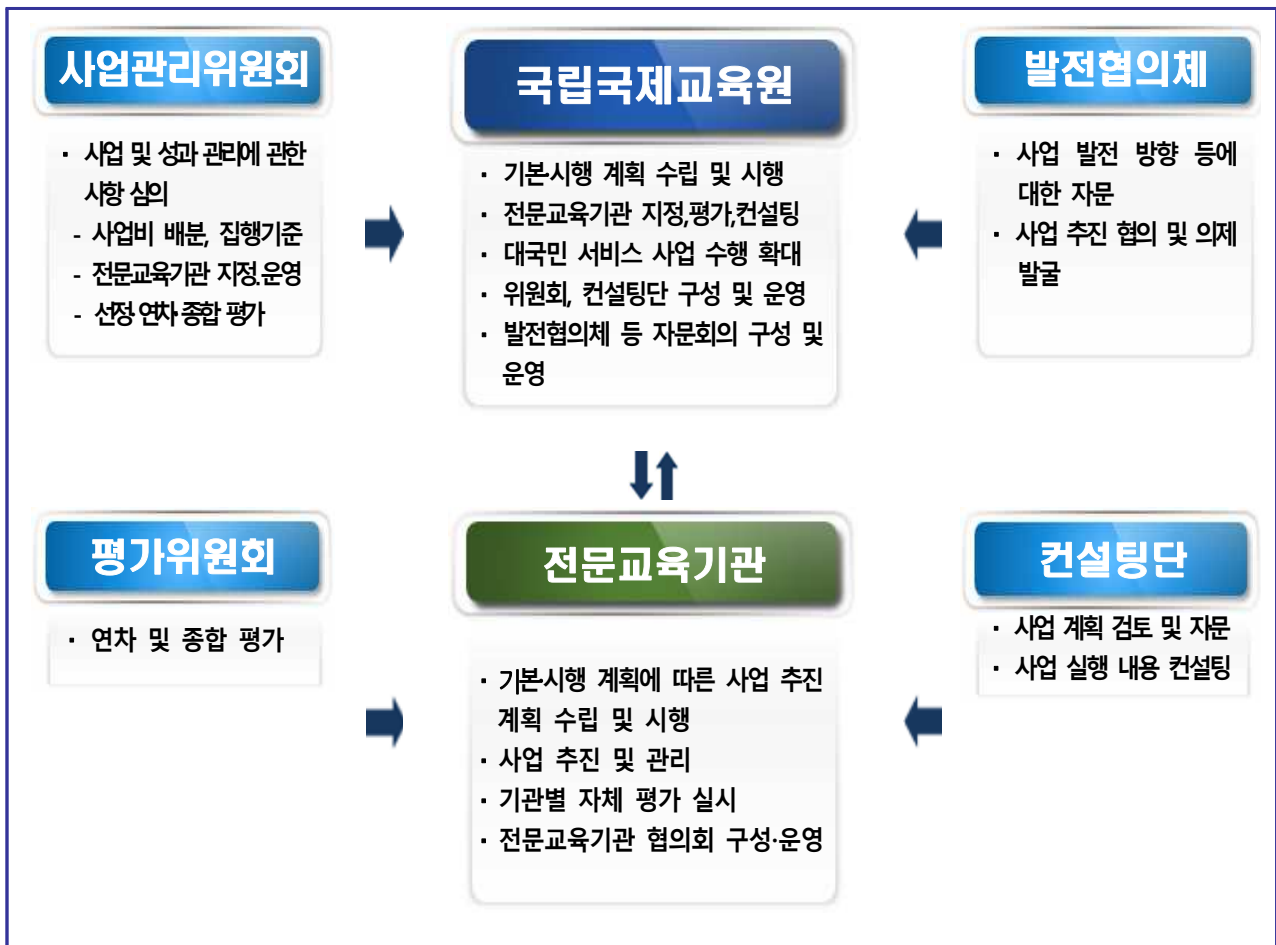 사업관리위원회
· 사업 및 성과 관리에 관한
사항 심의
- 사업비 배분, 집행기준
- 전문교육기관 지정.운영
- 선정·연차·종합 평가
국립국제교육원
· 기본·시행 계획 수립 및 시행
· 전문교육기관 지정,평가,컨설팅
· 대국민 서비스 사업 수행 확대
· 위원회, 컨설팅단 구성 및 운영
· 발전협의체 등 자문회의 구성 및
운영
발전협의체
· 사업 발전 방향 등에
대한 자문
· 사업 추진 협의 및 의제
발굴
평가위원회
· 연차 및 종합 평가
전문교육기관
· 기본·시행 계획에 따른 사업 추진
계획 수립 및 시행
· 사업 추진 및 관리
· 기관별 자체 평가 실시
· 전문교육기관 협의회 구성·운영
컨설팅단
· 사업 계획 검토 및 자문
· 사업 실행 내용 컨설팅